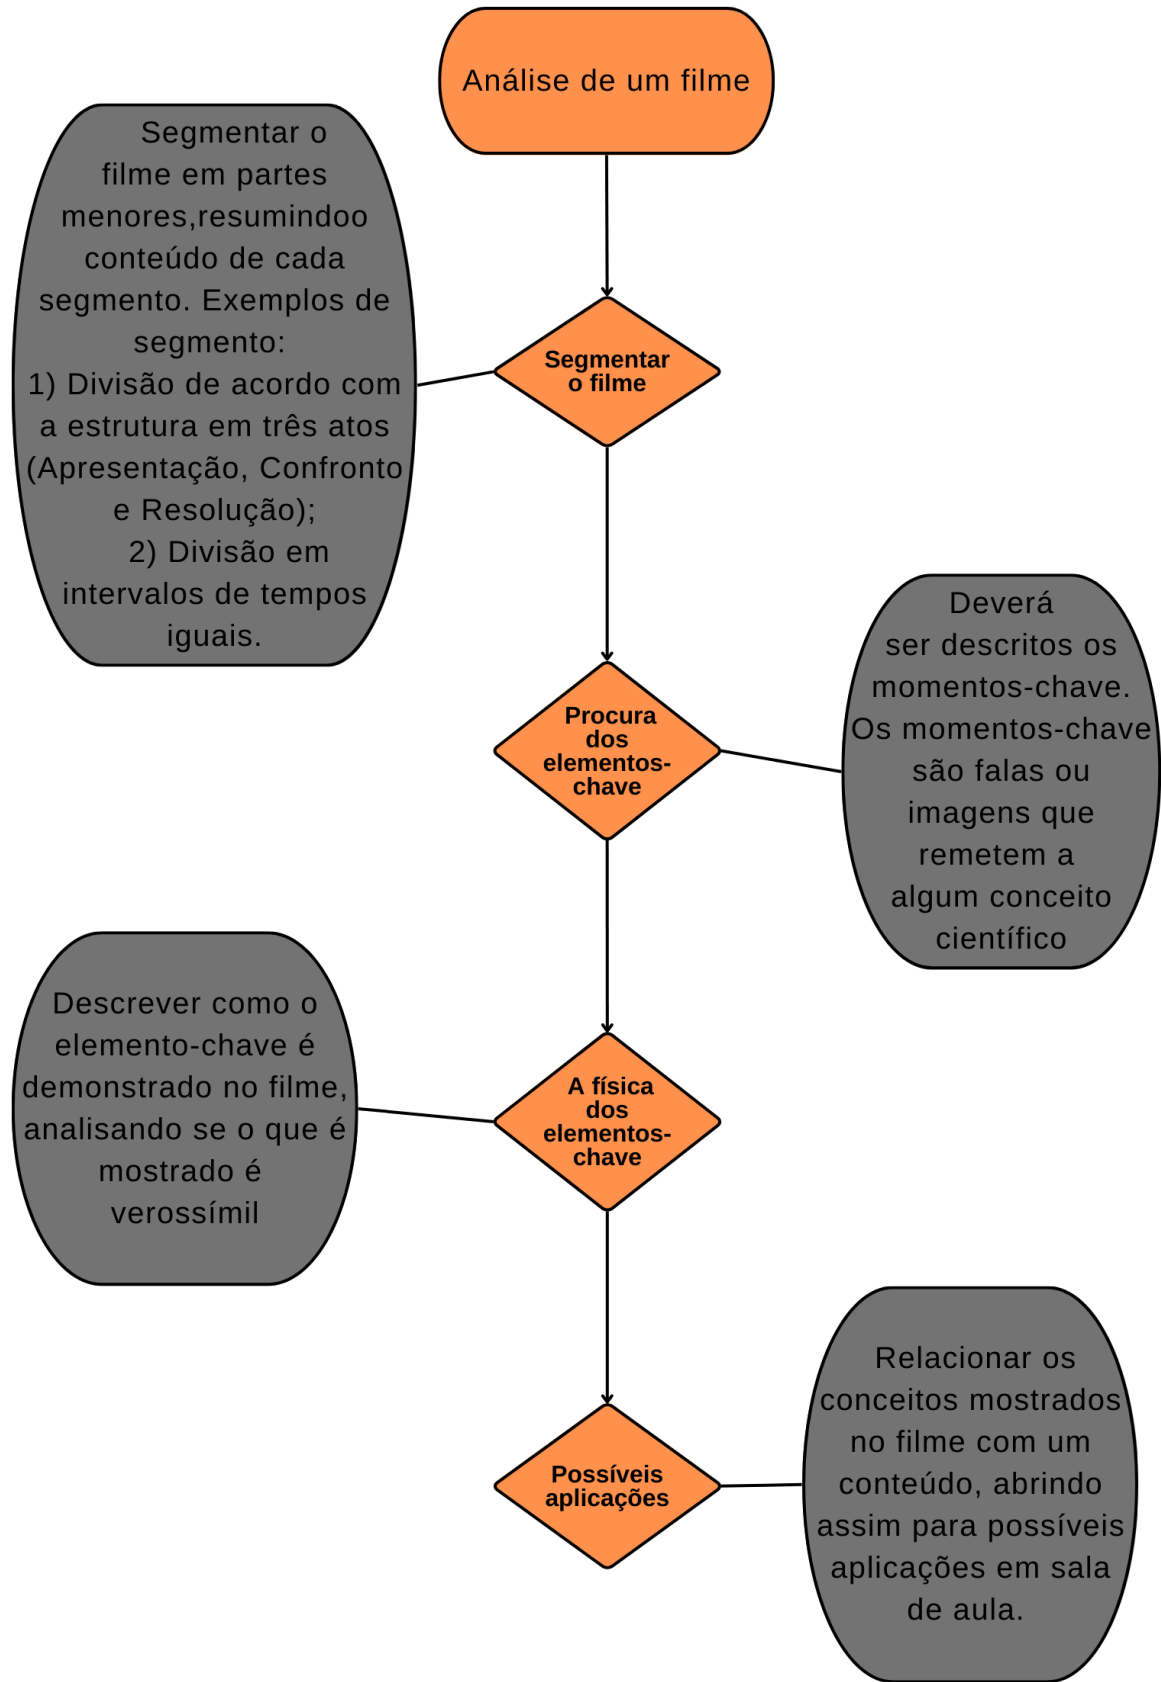 Análise de um filme
Segmentar o
filme em partes
menores,resumindoo
conteúdo de cada
segmento. Exemplos de
segmento:
1) Divisão de acordo com
a estrutura em três atos
(Apresentação, Confronto
e Resolução);
2) Divisão em
intervalos de tempos
iguais.
Segmentar
o filme
Procura
dos
elementos-
chave
Deverá
ser descritos os
momentos-chave.
Os momentos-chave
são falas ou
imagens que
remetem a
algum conceito
científico
Descrever como o
elemento-chave é
demonstrado no filme,
analisando se o que é
mostrado é
verossímil
A física
dos
elementos-
chave
Possíveis
aplicações
Relacionar os
conceitos mostrados
no filme com um
conteúdo, abrindo
assim para possíveis
aplicações em sala
de aula.